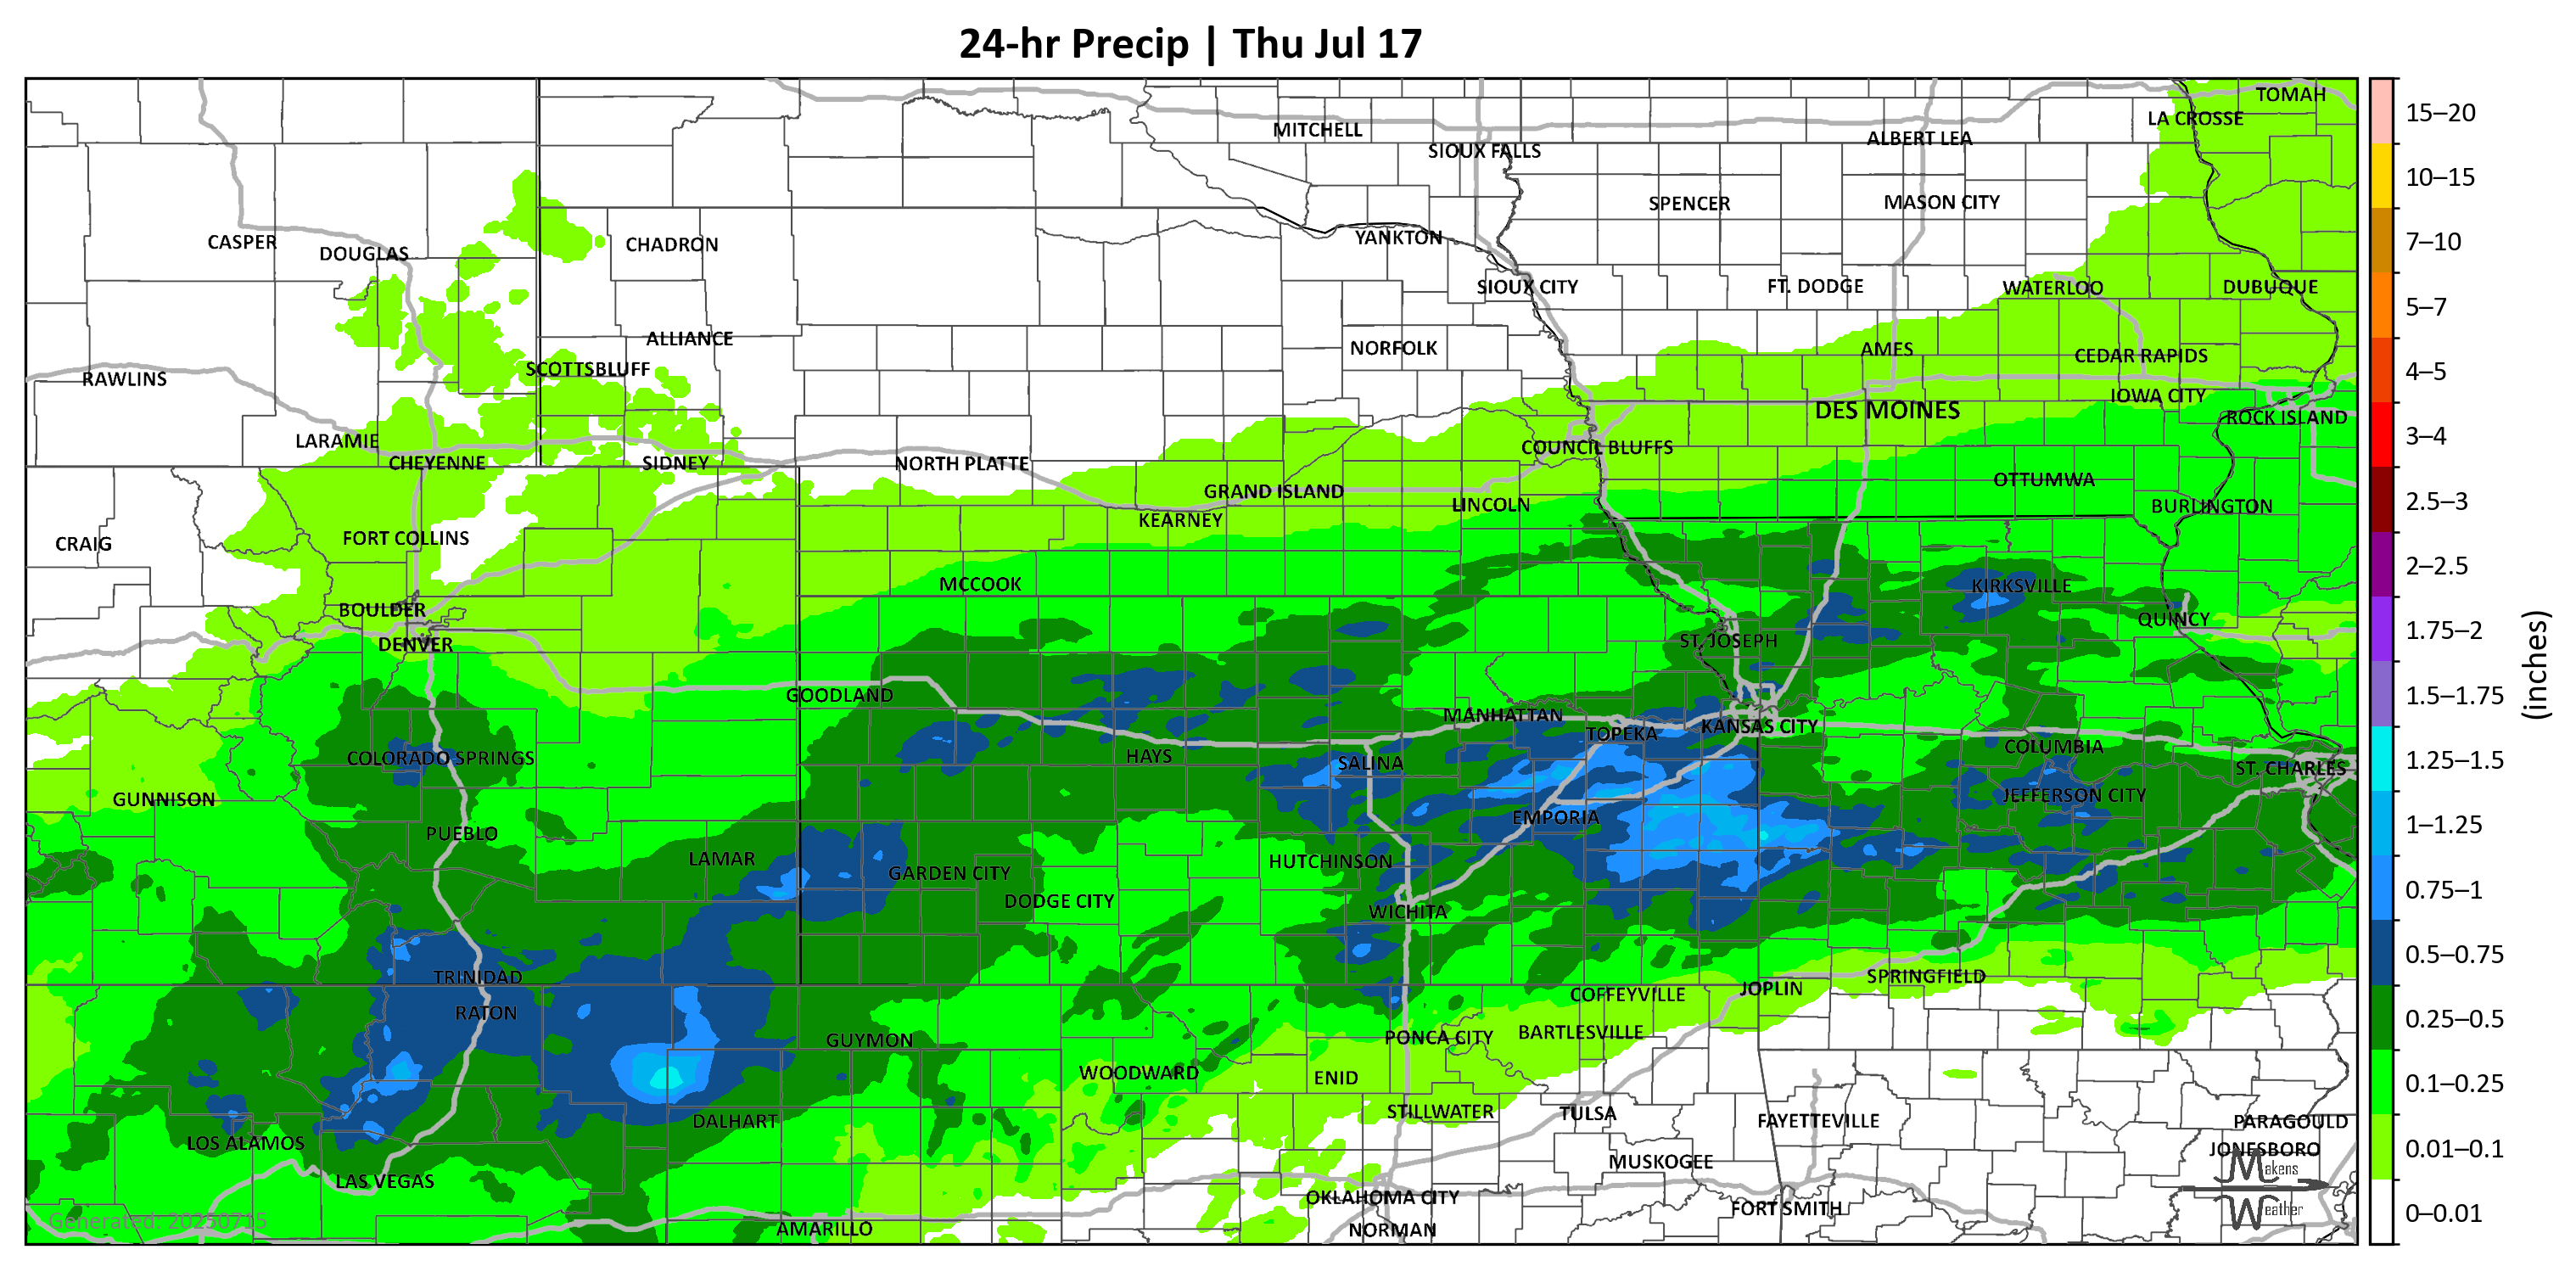 24-hr Precip | Thu Jul 17
TOMAH
LA CROSSE
MITCHELL
ALBERT LEA
SIOUX FALLS
SPENCER
MASON CITY
CASPER
DOUGLAS
CHADRON
YANKTON
SIOUX CITY
FT. DODGE
WATERLOO
DUBUQUE
ALLIANCE
NORFOLK
AMES
CEDAR RAPIDS
RAWLINS
SCOTTSBLUFF
IOWA CITY
DES MOINES
ROCK ISLAND
LARAMIE
COUNCIL BLUFFS
CHEYENNE
SIDNEY
NORTH PLATTE
OTTUMWA
GRAND ISLAND
LINCOLN
BURLINGTON
KEARNEY
CRAIG
FORT COLLINS
MCCOOK
KIRKSVILLE
BOULDER
QUINCY
DENVER
ST. JOSEPH
GOODLAND
MANHATTAN
TOPEKA
KANSAS CITY
COLUMBIA
COLORADO SPRINGS
HAYS
SALINA
ST. CHARLES
GUNNISON
JEFFERSON CITY
EMPORIA
PUEBLO
LAMAR
HUTCHINSON
GARDEN CITY
DODGE CITY
WICHITA
TRINIDAD
SPRINGFIELD
JOPLIN
COFFEYVILLE
RATON
GUYMON
PONCA CITY
BARTLESVILLE
WOODWARD
ENID
STILLWATER
TULSA
DALHART
FAYETTEVILLE
PARAGOULD
LOS ALAMOS
JONESBORO
MUSKOGEE
LAS VEGAS
OKLAHOMA CITY
FORT SMITH
AMARILLO
NORMAN
Generated: 20250715
Makens
Weather
15–20
10–15
7–10
5–7
4–5
3–4
2.5–3
2–2.5
1.75–2
1.5–1.75
1.25–1.5
1–1.25
0.75–1
0.5–0.75
0.25–0.5
0.1–0.25
0.01–0.1
0–0.01
(inches)